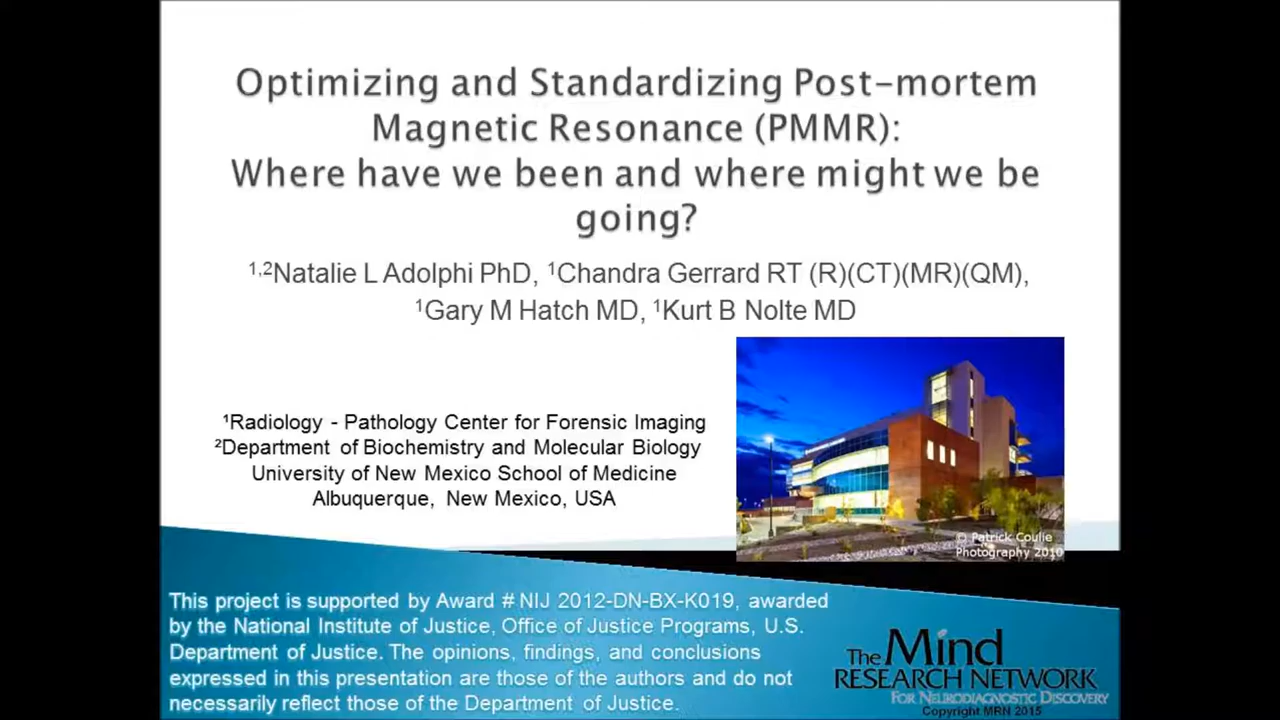 Optimizing and Standardizing Post-mortem
Magnetic Resonance (PMMR):
Where have we been and where might we be
going?
¹,²Natalie L Adolphi PhD, ¹Chandra Gerrard RT (R)(CT)(MR)(QM),
¹Gary M Hatch MD, ¹Kurt B Nolte MD
¹Radiology - Pathology Center for Forensic Imaging
²Department of Biochemistry and Molecular Biology
University of New Mexico School of Medicine
Albuquerque, New Mexico, USA
© Patrick Coulie
Photography 2010
This project is supported by Award # NIJ 2012-DN-BX-K019, awarded
by the National Institute of Justice, Office of Justice Programs, U.S.
Department of Justice. The opinions, findings, and conclusions
expressed in this presentation are those of the authors and do not
necessarily reflect those of the Department of Justice.
The Mind
RESEARCH NETWORK
FOR NEURODIAGNOSTIC DISCOVERY
Copyright MRN 2015